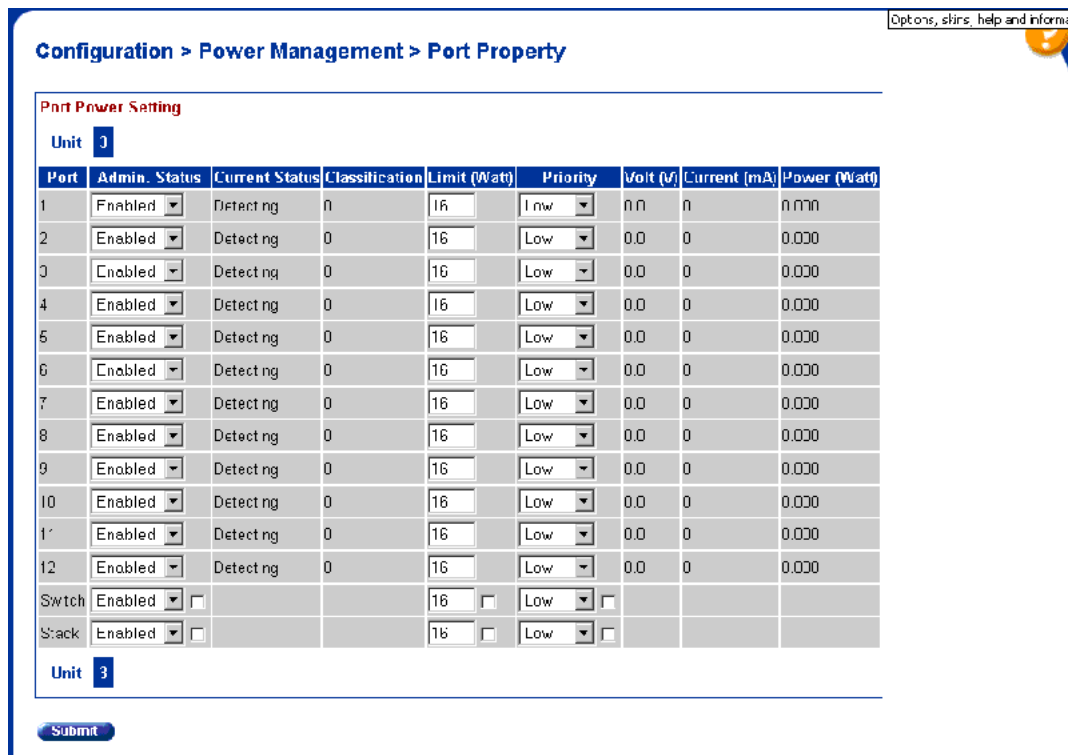 Options, skins, help and informa
Configuration > Power Management > Port Property
Port Power Setting
Unit 3
Port Admin. Status Current Status Classification Limit (Watt) Priority Volt (V) Current (mA) Power (Watt)
1 Enabled Detecting 0 16 Low 0.0 0 0.000
2 Enabled Detecting 0 16 Low 0.0 0 0.000
3 Enabled Detecting 0 16 Low 0.0 0 0.000
4 Enabled Detecting 0 16 Low 0.0 0 0.000
5 Enabled Detecting 0 16 Low 0.0 0 0.000
6 Enabled Detecting 0 16 Low 0.0 0 0.000
7 Enabled Detecting 0 16 Low 0.0 0 0.000
8 Enabled Detecting 0 16 Low 0.0 0 0.000
9 Enabled Detecting 0 16 Low 0.0 0 0.000
10 Enabled Detecting 0 16 Low 0.0 0 0.000
11 Enabled Detecting 0 16 Low 0.0 0 0.000
12 Enabled Detecting 0 16 Low 0.0 0 0.000
Switch Enabled 16 Low
Stack Enabled 16 Low
Unit 3
Submit